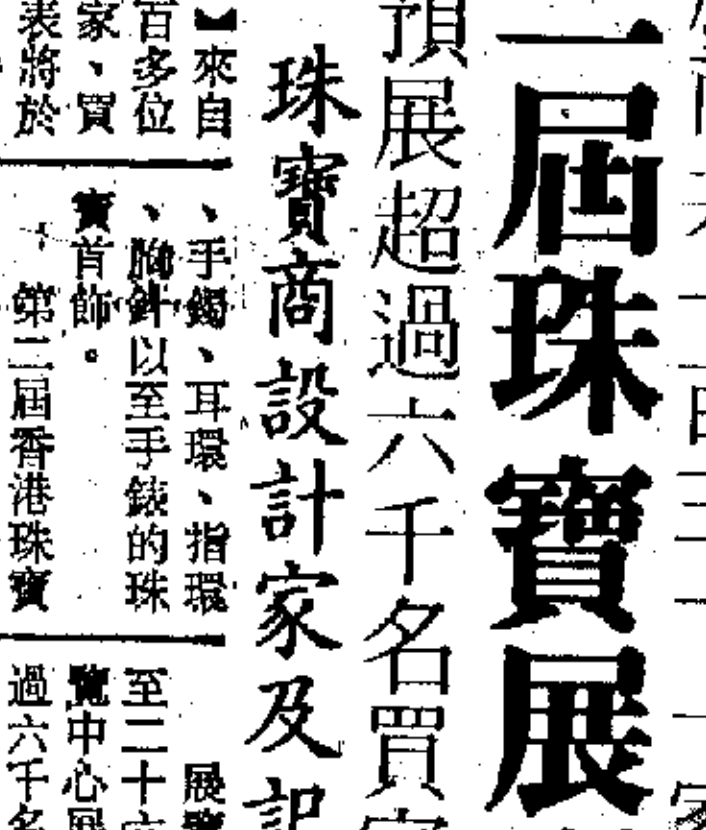 屆珠寶展
預展超過六千名買
珠寶商設計家及記
】來自
百多位
家、買
表將於
、手鐲、耳環、指環
、胸針以至手錶的珠
寶首飾。
第二屆香港珠寶
展覽
至二十
覽中心展
過六千名